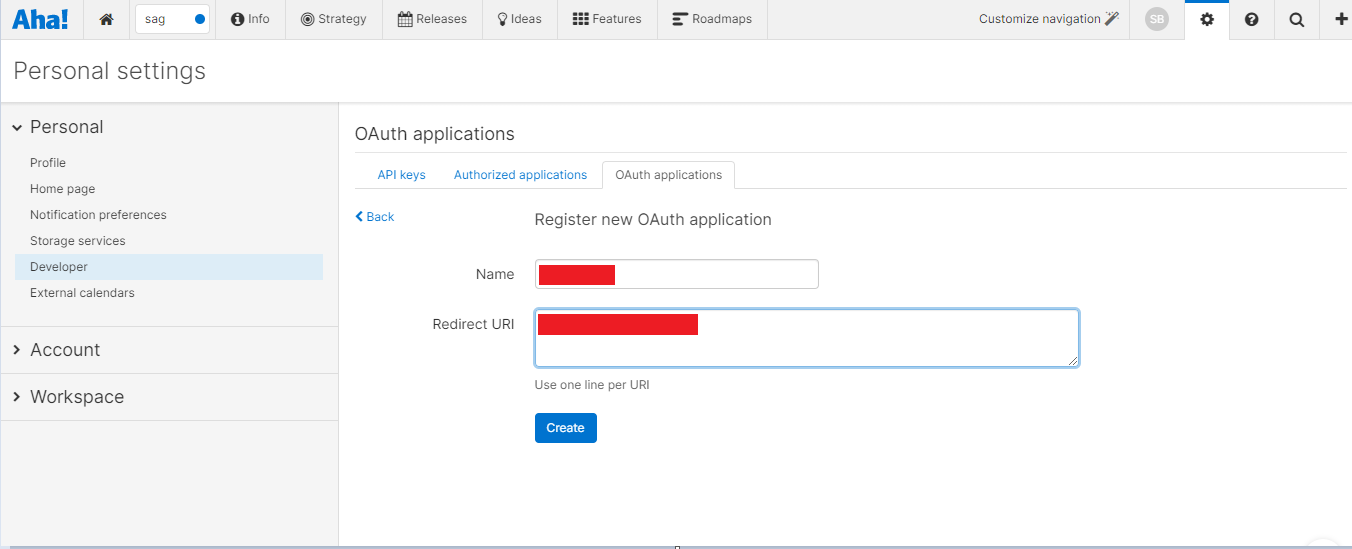 Aha! sag Info Strategy Releases Ideas Features Roadmaps Customize navigation SB
Personal settings
Personal
Profile
Home page
Notification preferences
Storage services
Developer
External calendars
Account
Workspace
OAuth applications
API keys Authorized applications OAuth applications
Back Register new OAuth application
Name
Redirect URI
Use one line per URI
Create